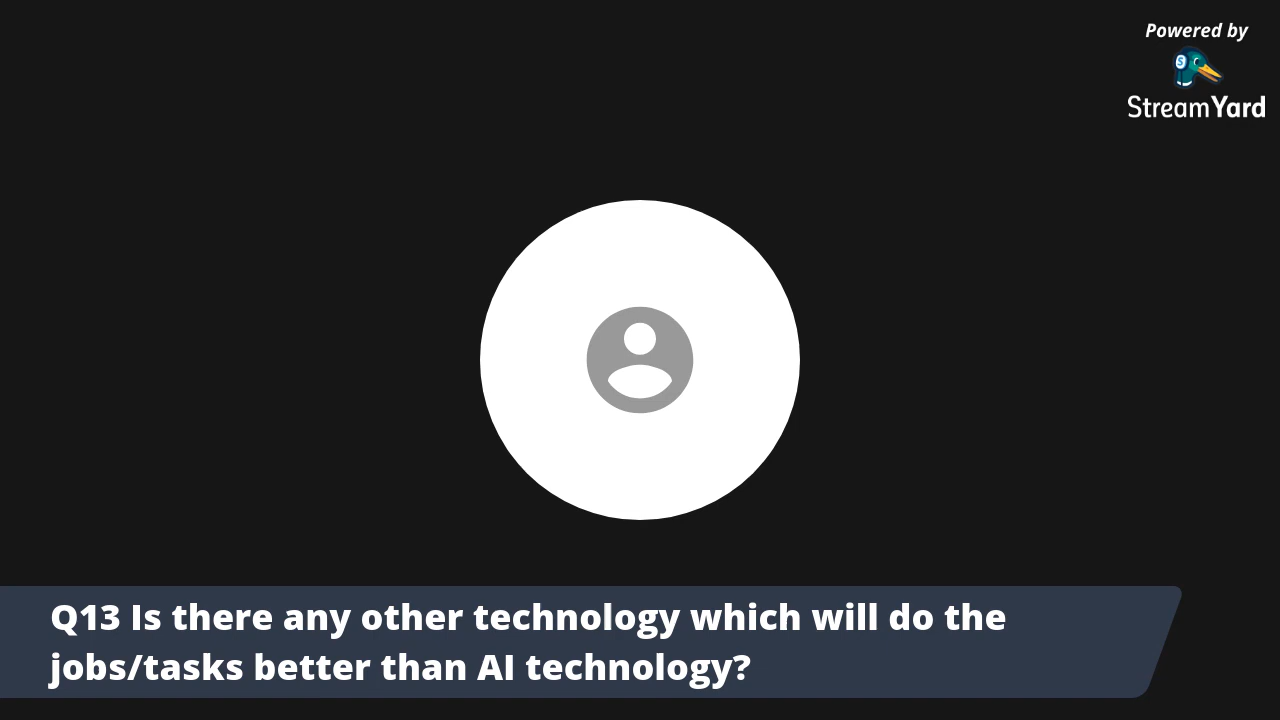 Powered by
StreamYard
Q13 Is there any other technology which will do the
jobs/tasks better than AI technology?